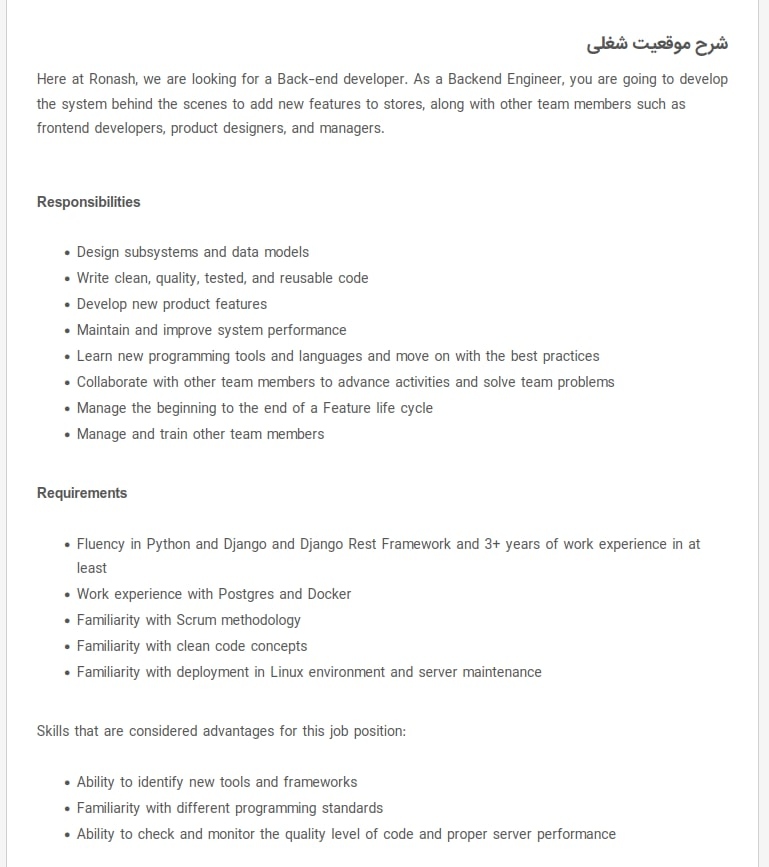 شرح موقعیت شغلی
Here at Ronash, we are looking for a Back-end developer. As a Backend Engineer, you are going to develop
the system behind the scenes to add new features to stores, along with other team members such as
frontend developers, product designers, and managers.
Responsibilities
• Design subsystems and data models
• Write clean, quality, tested, and reusable code
• Develop new product features
• Maintain and improve system performance
• Learn new programming tools and languages and move on with the best practices
• Collaborate with other team members to advance activities and solve team problems
• Manage the beginning to the end of a Feature life cycle
• Manage and train other team members
Requirements
• Fluency in Python and Django and Django Rest Framework and 3+ years of work experience in at
least
• Work experience with Postgres and Docker
• Familiarity with Scrum methodology
• Familiarity with clean code concepts
• Familiarity with deployment in Linux environment and server maintenance
Skills that are considered advantages for this job position:
• Ability to identify new tools and frameworks
• Familiarity with different programming standards
• Ability to check and monitor the quality level of code and proper server performance